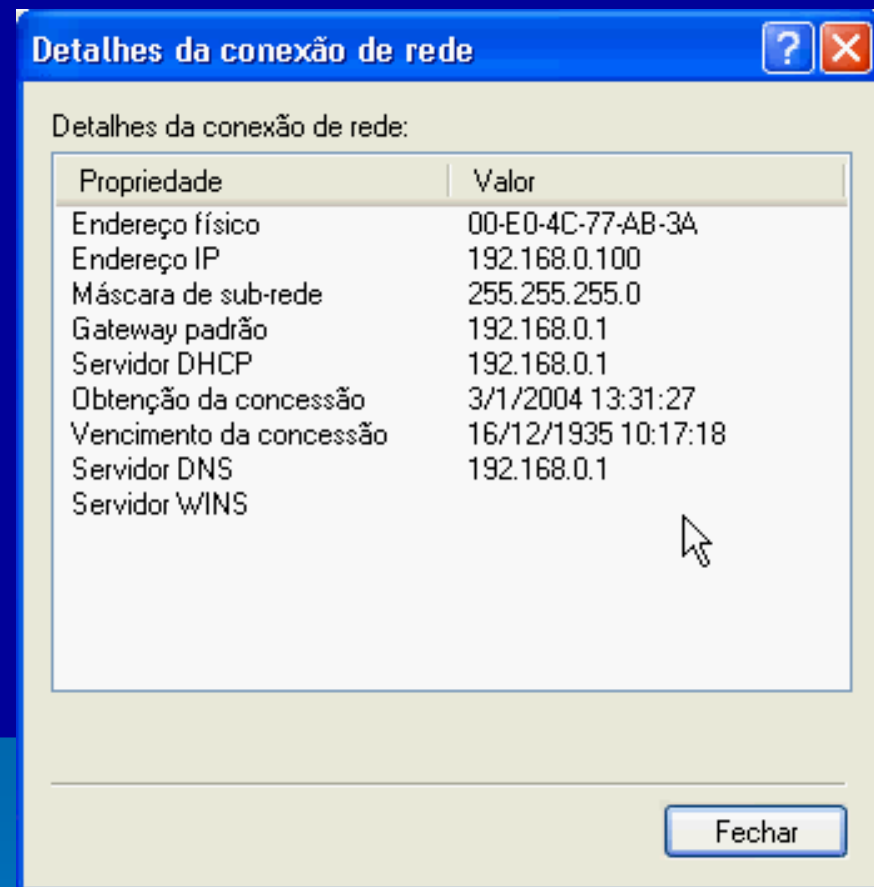 Detalhes da conexão de rede
Detalhes da conexão de rede:
Propriedade Valor
Endereço físico 00-E0-4C-77-AB-3A
Endereço IP 192.168.0.100
Máscara de sub-rede 255.255.255.0
Gateway padrão 192.168.0.1
Servidor DHCP 192.168.0.1
Obtenção da concessão 3/1/2004 13:31:27
Vencimento da concessão 16/12/1935 10:17:18
Servidor DNS 192.168.0.1
Servidor WINS
Fechar